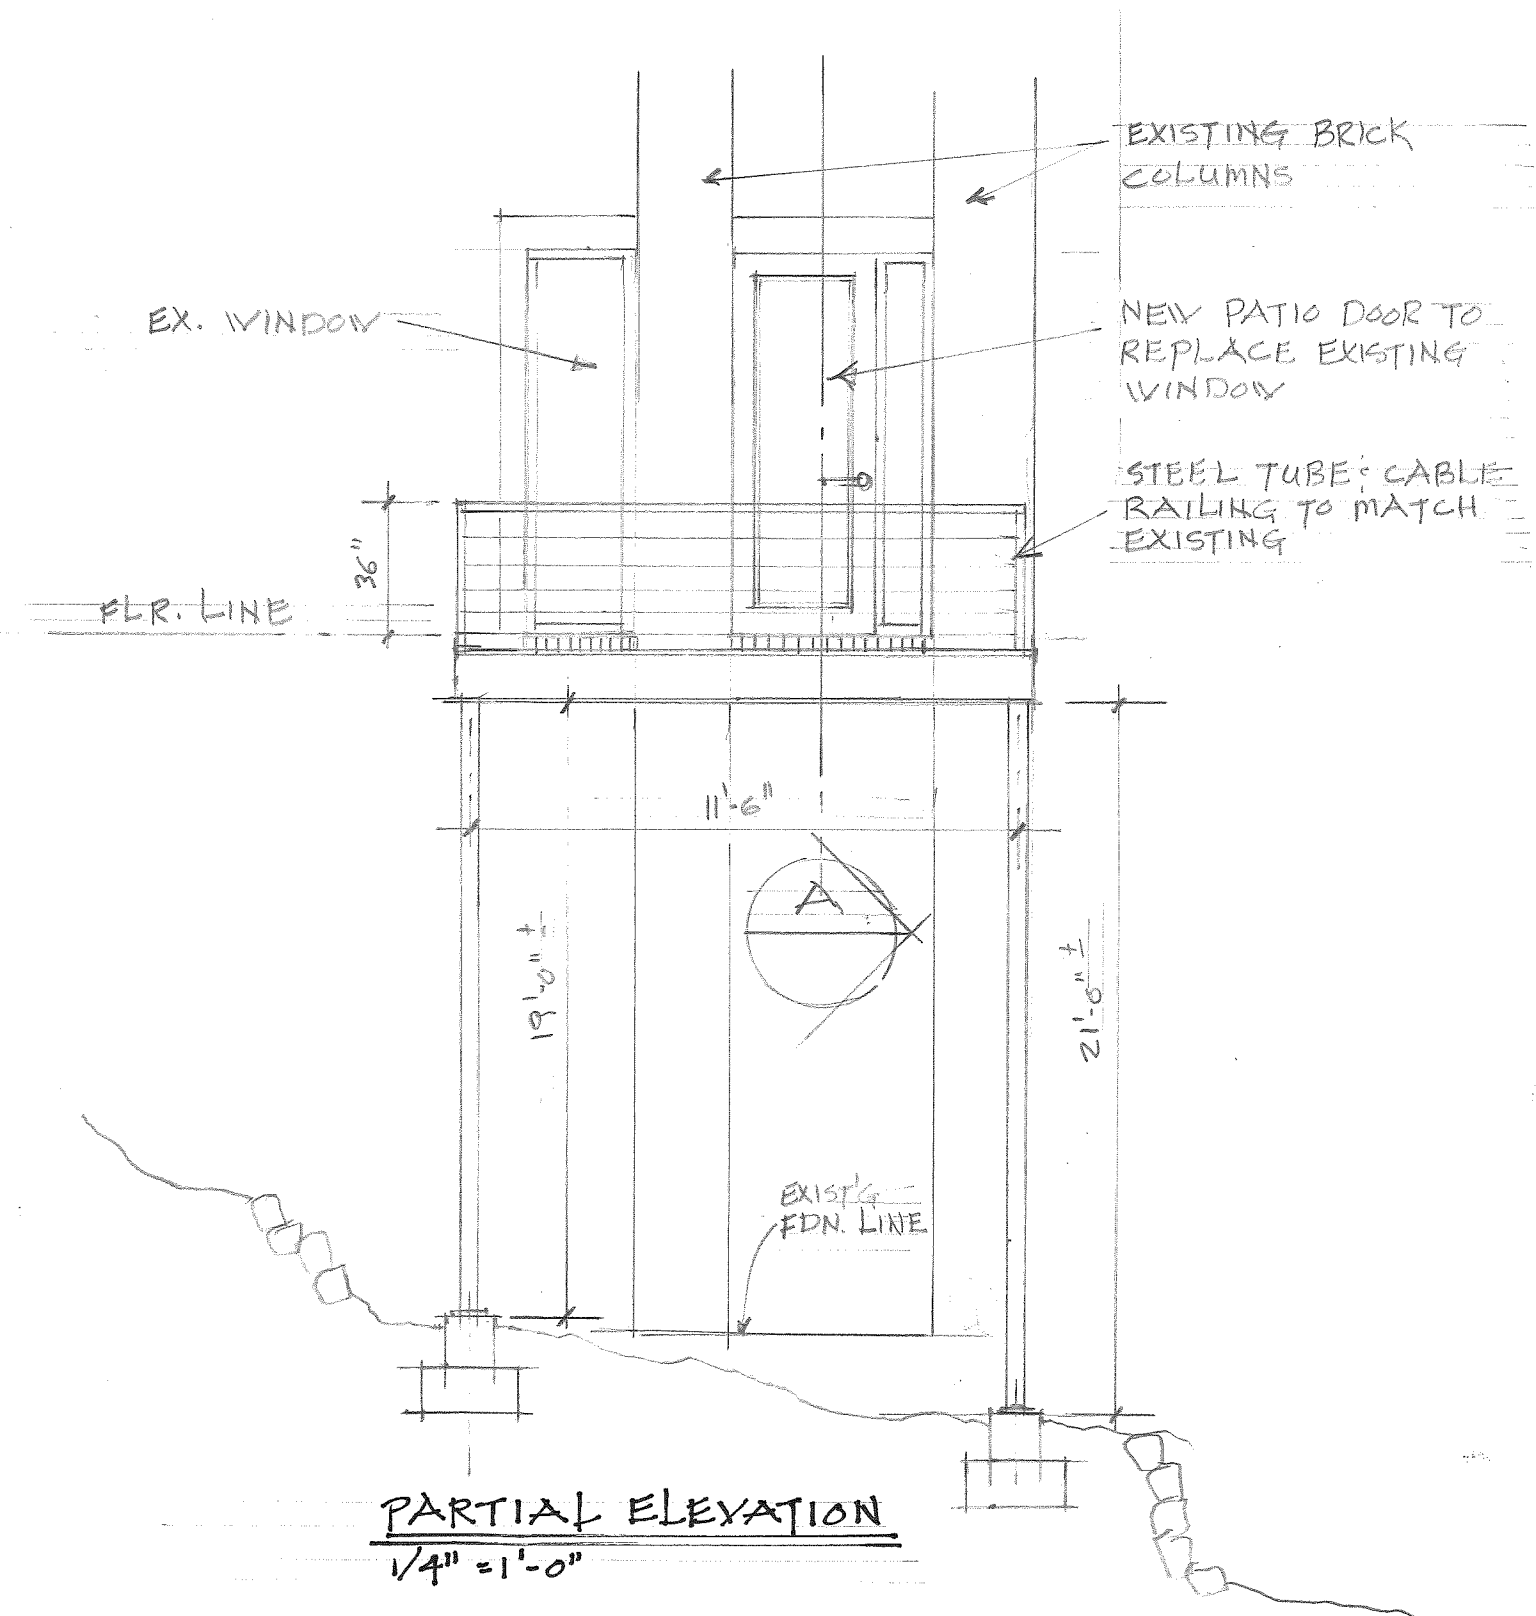 EXISTING BRICK
COLUMNS
EX. WINDOW
NEW PATIO DOOR TO
REPLACE EXISTING
WINDOW
STEEL TUBE & CABLE
RAILING TO MATCH
EXISTING
36"
FLR. LINE
11'-6"
A
19'-0" ±
21'-0" ±
EXIST'G
FDN. LINE
PARTIAL ELEVATION
1/4" = 1'-0"